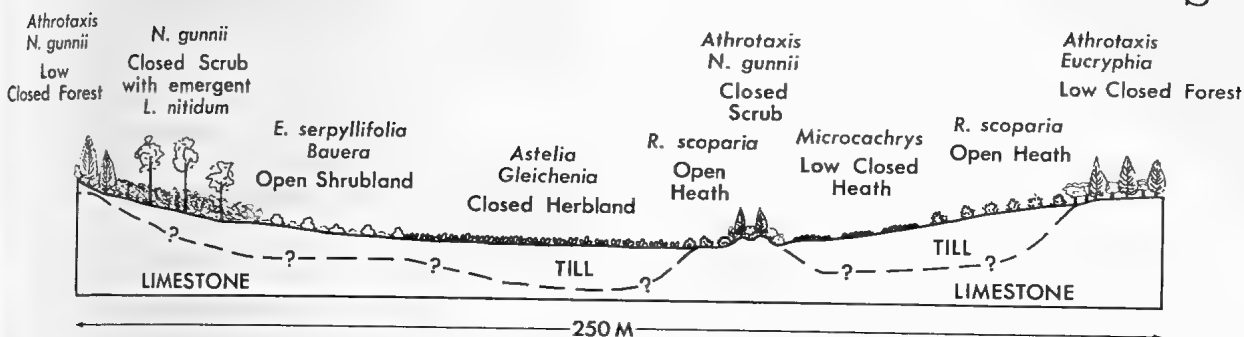 S
Athrotaxis
N. gunnii
Low
Closed Forest
N. gunnii
Closed Scrub
with emergent
L. nitidum
E. serpyllifolia
Bauera
Open Shrubland
Astelia
Gleichenia
Closed Herbland
R. scoparia
Open
Heath
Athrotaxis
N. gunnii
Closed
Scrub
Microcachrys
Low Closed
Heath
R. scoparia
Open Heath
Athrotaxis
Eucryphia
Low Closed Forest
? ? ? ? ? ?
LIMESTONE
TILL
TILL
LIMESTONE
250 M